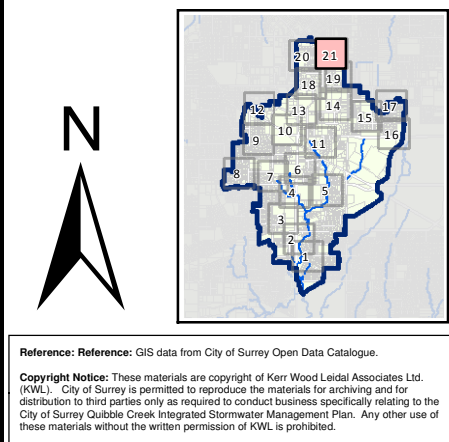 N
20 21
18 19
12 13 14 15 17
16
9 10 11
8 7 6
4 5
3
2
1
Reference: Reference: GIS data from City of Surrey Open Data Catalogue.
Copyright Notice: These materials are copyright of Kerr Wood Leidal Associates Ltd.
(KWL). City of Surrey is permitted to reproduce the materials for archiving and for
distribution to third parties only as required to conduct business specifically relating to the
City of Surrey Quibble Creek Integrated Stormwater Management Plan. Any other use of
these materials without the written permission of KWL is prohibited.